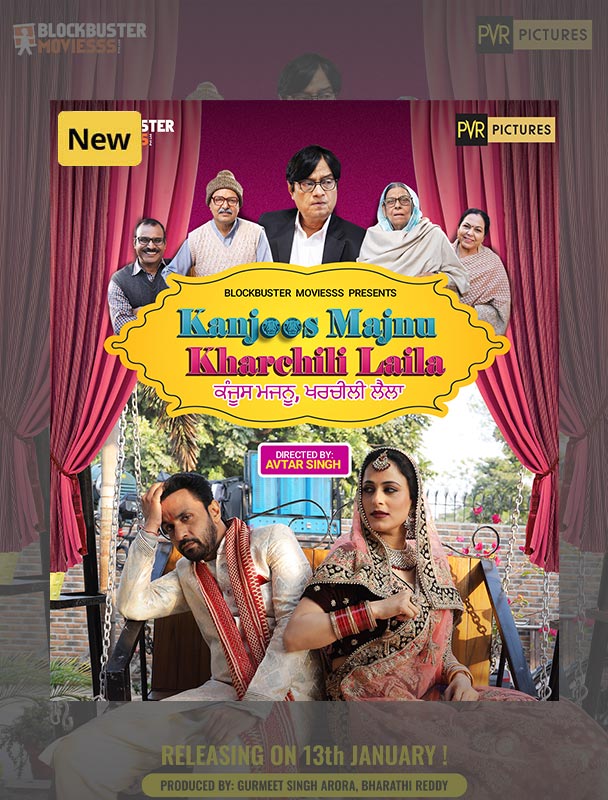 BLOCKBUSTER
MOVIESSS
PVR PICTURES
New
STER
PVR PICTURES
BLOCKBUSTER MOVIESSS PRESENTS
Kanjoos Majnu
Kharchili Laila
ਕਂਜੂਸ ਮਜਨੂ, ਖਰਚੀਲੀ ਲੈਲਾ
DIRECTED BY:
AVTAR SINGH
RELEASING ON 13th JANUARY !
PRODUCED BY: GURMEET SINGH ARORA, BHARATHI REDDY